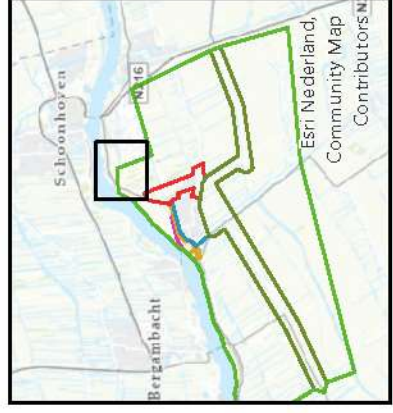 Schoonhoven
N216
Bergambacht
Esri Nederland,
Community Map
Contributors